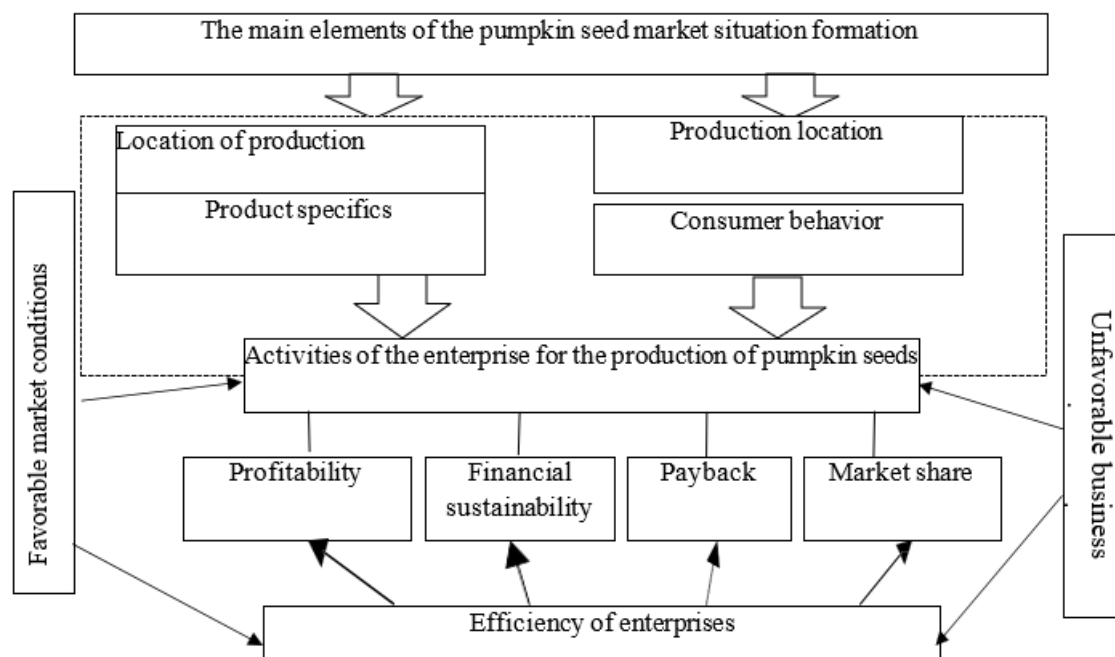 The main elements of the pumpkin seed market situation formation
Location of production
Production location
Product specifics
Consumer behavior
Favorable market conditions
Unfavorable business
Activities of the enterprise for the production of pumpkin seeds
Profitability
Financial
sustainability
Payback
Market share
Efficiency of enterprises